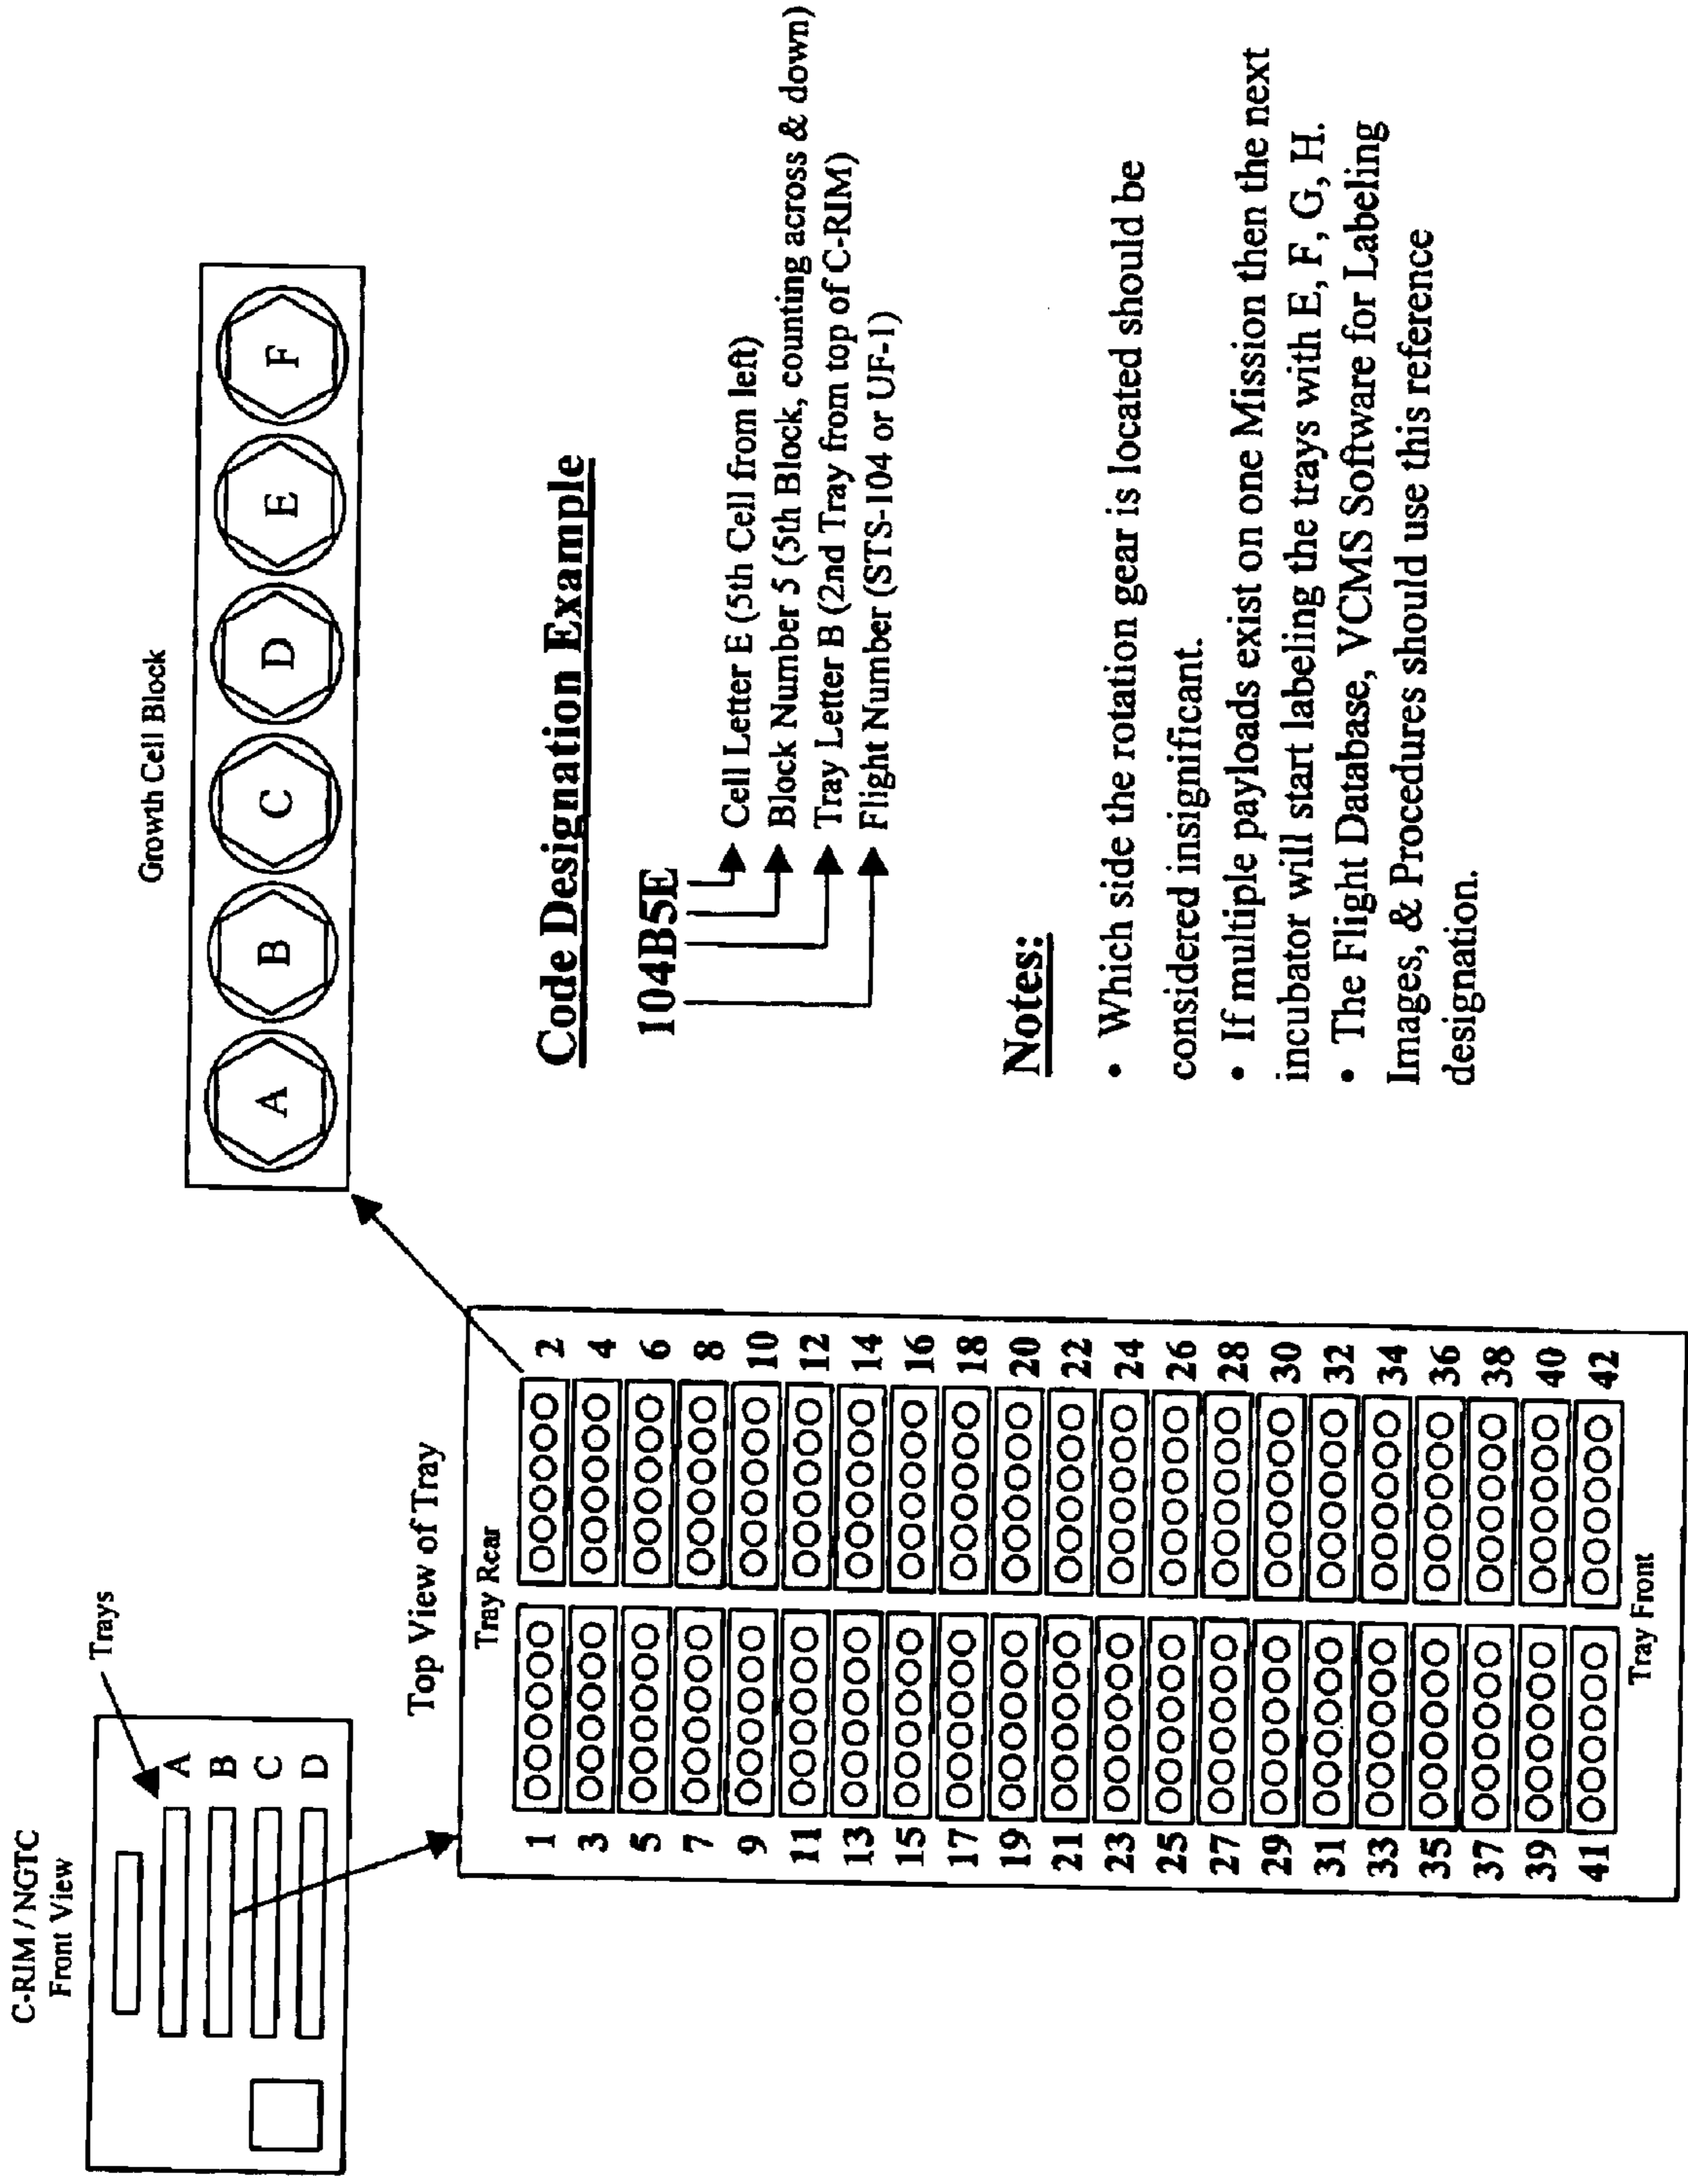 C-RIM / NGTC
Front View
Trays
A
B
C
D
Top View of Tray
Tray Rear
1 2
3 4
5 6
7 8
9 10
11 12
13 14
15 16
17 18
19 20
21 22
23 24
25 26
27 28
29 30
31 32
33 34
35 36
37 38
39 40
41 42
Tray Front
Growth Cell Block
A B C D E F
Code Designation Example
104B5E
Cell Letter E (5th Cell from left)
Block Number 5 (5th Block, counting across & down)
Tray Letter B (2nd Tray from top of C-RIM)
Flight Number (STS-104 or UF-1)
Notes:
• Which side the rotation gear is located should be
considered insignificant.
• If multiple payloads exist on one Mission then the next
incubator will start labeling the trays with E, F, G, H.
• The Flight Database, VCMS Software for Labeling
Images, & Procedures should use this reference
designation.